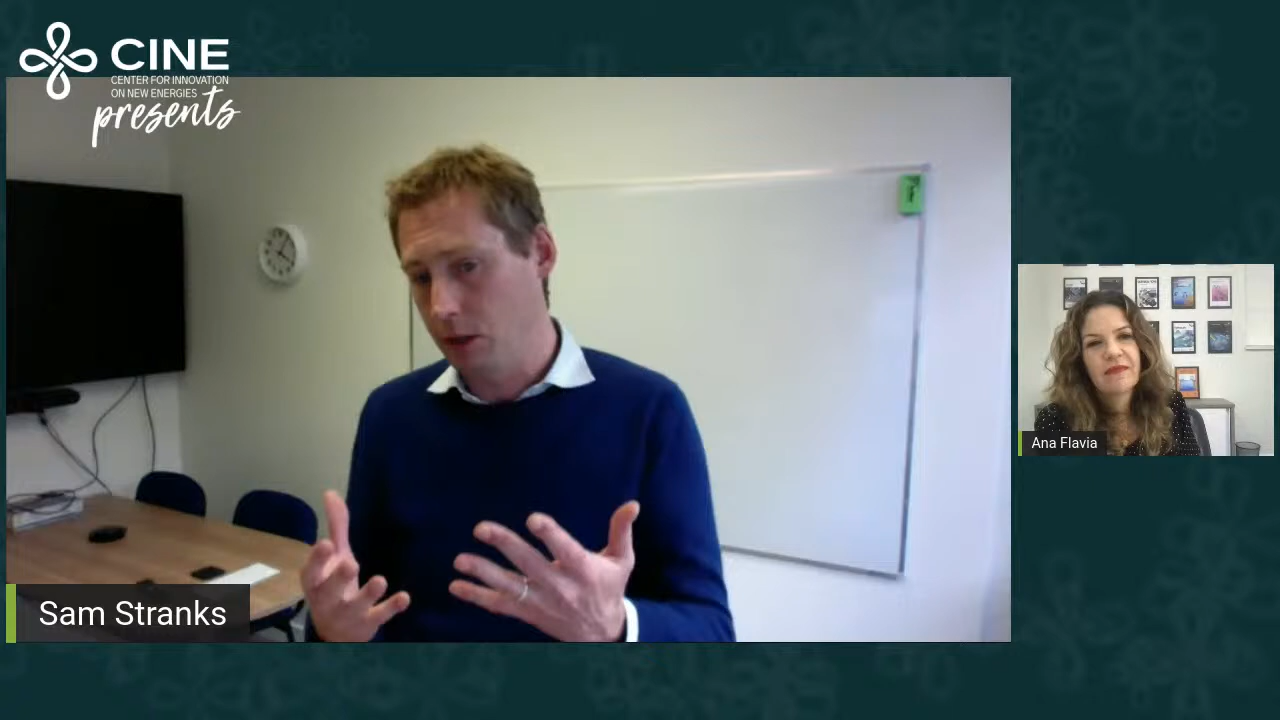 CINE
CENTER FOR INNOVATION
ON NEW ENERGIES
presents
Sam Stranks
Ana Flavia